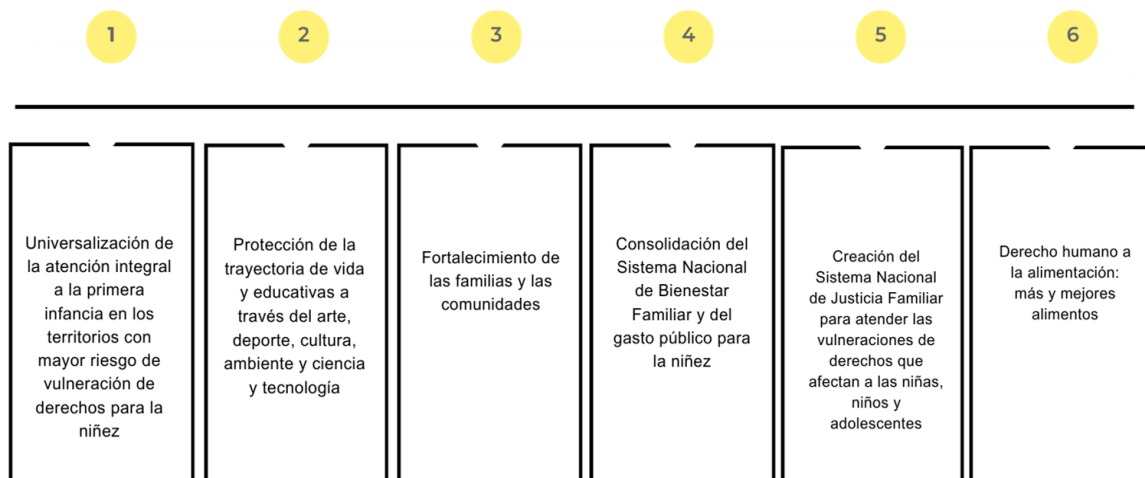 1
2
3
4
5
6
Universalización de
la atención integral
a la primera
infancia en los
territorios con
mayor riesgo de
vulneración de
derechos para la
niñez
Protección de la
trayectoria de vida
y educativas a
través del arte,
deporte, cultura,
ambiente y ciencia
y tecnología
Fortalecimiento de
las familias y las
comunidades
Consolidación del
Sistema Nacional
de Bienestar
Familiar y del
gasto público para
la niñez
Creación del
Sistema Nacional
de Justicia Familiar
para atender las
vulneraciones de
derechos que
afectan a las niñas,
niños y
adolescentes
Derecho humano a
la alimentación:
más y mejores
alimentos